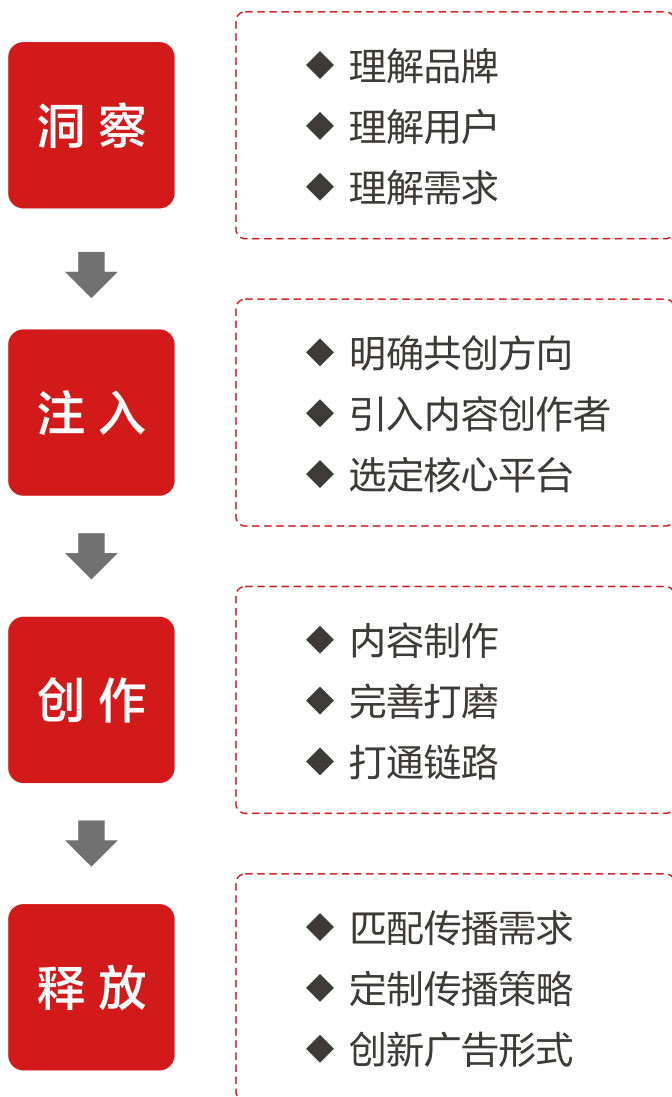 洞察
◆ 理解品牌
◆ 理解用户
◆ 理解需求
注入
◆ 明确共创方向
◆ 引入内容创作者
◆ 选定核心平台
创作
◆ 内容制作
◆ 完善打磨
◆ 打通链路
释放
◆ 匹配传播需求
◆ 定制传播策略
◆ 创新广告形式